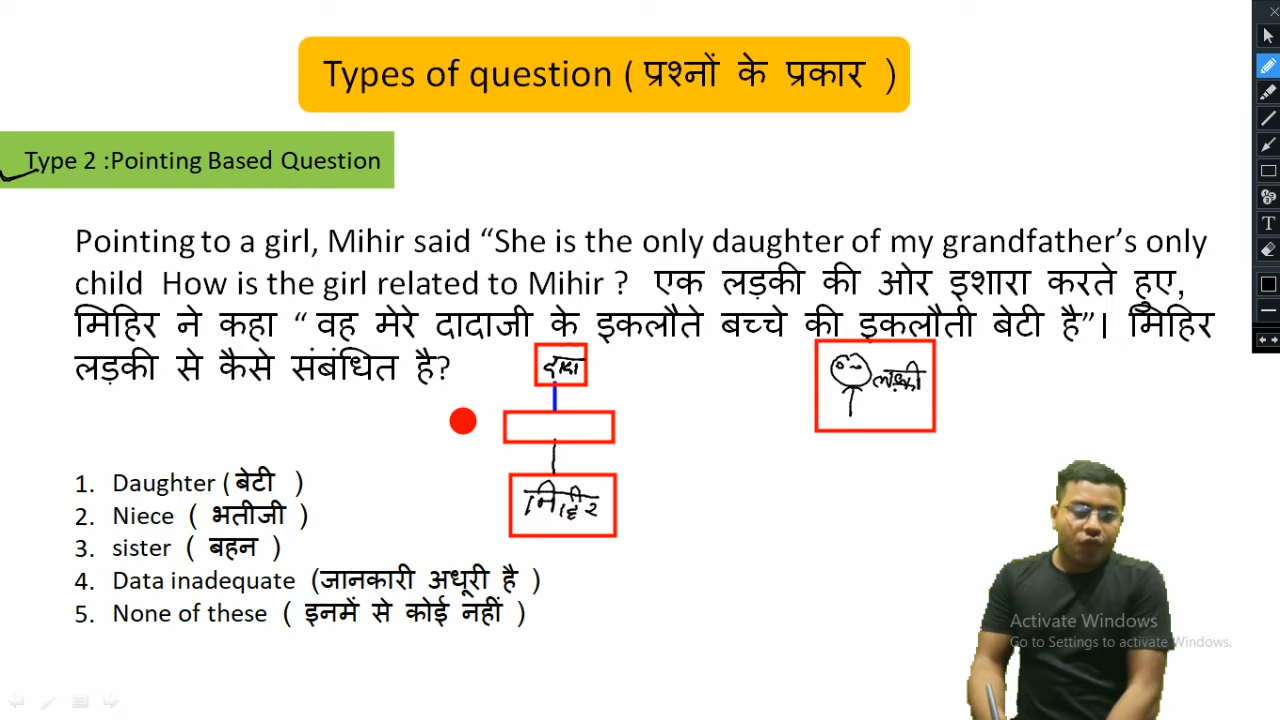 Types of question ( प्रश्नों के प्रकार )
Type 2 :Pointing Based Question
Pointing to a girl, Mihir said “She is the only daughter of my grandfather’s only
child How is the girl related to Mihir ? एक लड़की की ओर इशारा करते हुए,
मिहिर ने कहा “ वह मेरे दादाजी के इकलौते बच्चे की इकलौती बेटी है”। मिहिर
लड़की से कैसे संबंधित है?
लड़की
मिहिर
1. Daughter ( बेटी )
2. Niece ( भतीजी )
3. sister ( बहन )
4. Data inadequate (जानकारी अधूरी है )
5. None of these ( इनमें से कोई नहीं )
Activate Windows
Go to Settings to activate Windows.